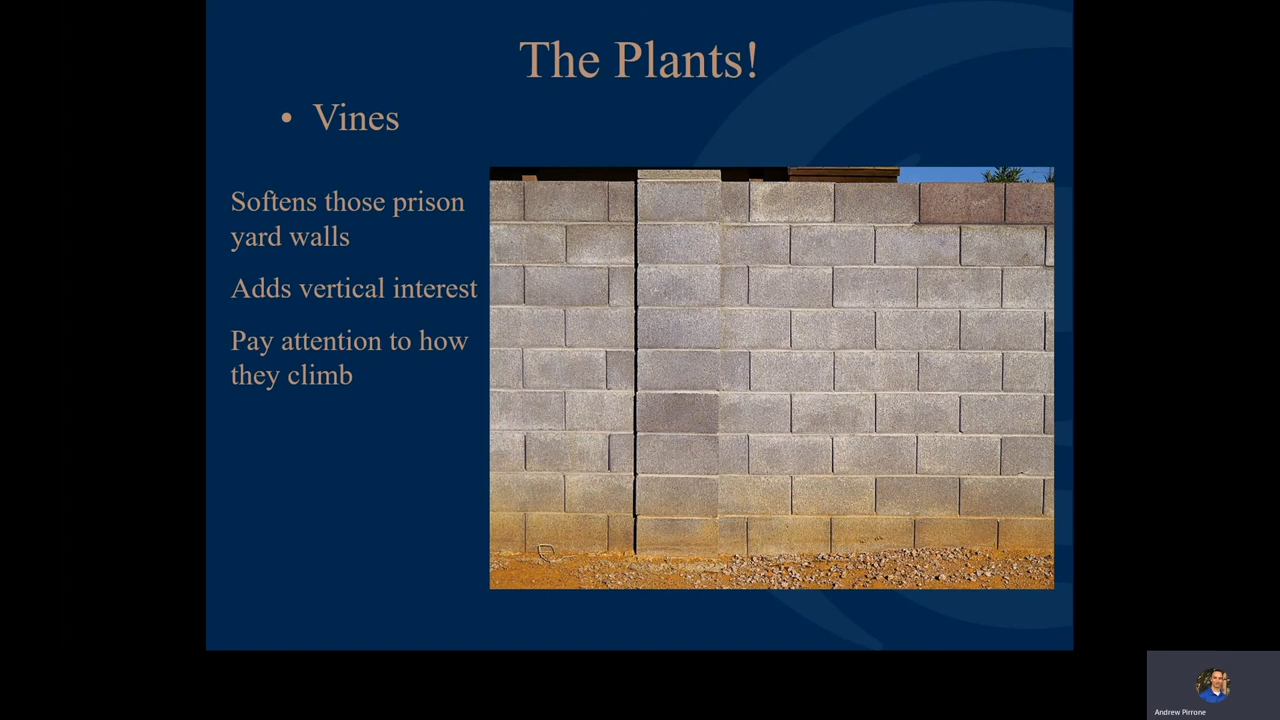 The Plants!
• Vines
Softens those prison
yard walls
Adds vertical interest
Pay attention to how
they climb
Andrew Pirrone